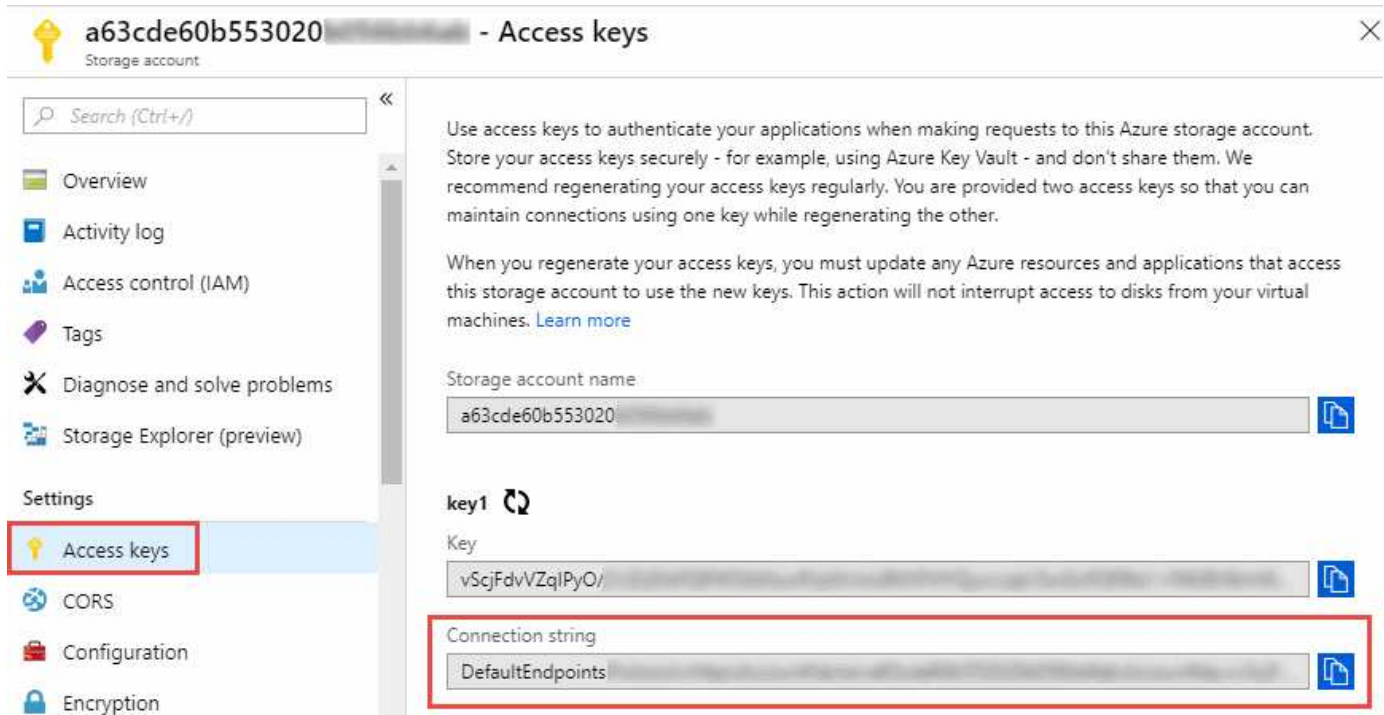 a63cde60b553020 - Access keys
Storage account
Search (Ctrl+/)
«
Overview
Activity log
Access control (IAM)
Tags
Diagnose and solve problems
Storage Explorer (preview)
Settings
Access keys
CORS
Configuration
Encryption
Use access keys to authenticate your applications when making requests to this Azure storage account.
Store your access keys securely - for example, using Azure Key Vault - and don't share them. We
recommend regenerating your access keys regularly. You are provided two access keys so that you can
maintain connections using one key while regenerating the other.
When you regenerate your access keys, you must update any Azure resources and applications that access
this storage account to use the new keys. This action will not interrupt access to disks from your virtual
machines. Learn more
Storage account name
a63cde60b553020
key1
Key
vScjFdvVZqIPyO/
Connection string
DefaultEndpoints